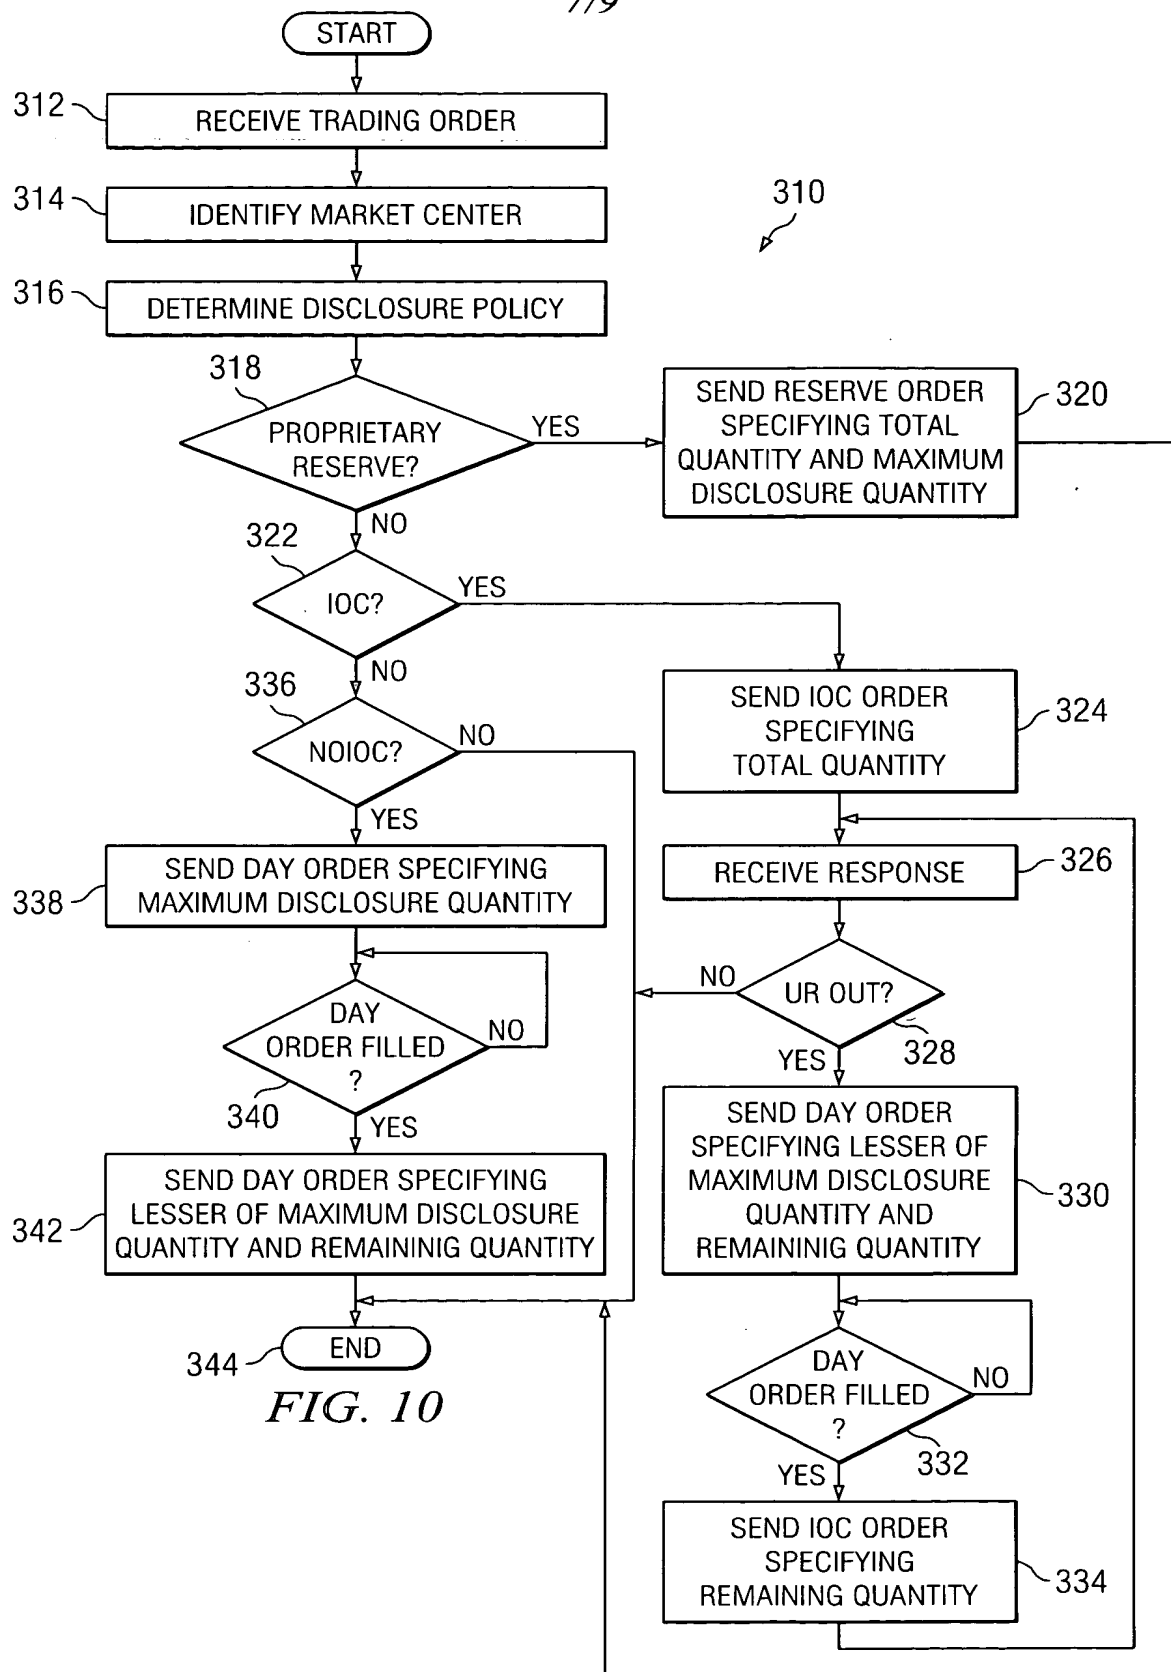 7/9
START
312
RECEIVE TRADING ORDER
314
IDENTIFY MARKET CENTER
310
316
DETERMINE DISCLOSURE POLICY
318
PROPRIETARY
RESERVE?
YES
NO
SEND RESERVE ORDER
SPECIFYING TOTAL
QUANTITY AND MAXIMUM
DISCLOSURE QUANTITY
320
322
IOC?
YES
NO
336
NOIOC?
NO
YES
SEND IOC ORDER
SPECIFYING
TOTAL QUANTITY
324
338
SEND DAY ORDER SPECIFYING
MAXIMUM DISCLOSURE QUANTITY
RECEIVE RESPONSE
326
DAY
ORDER FILLED
?
NO
340
YES
UR OUT?
NO
328
YES
342
SEND DAY ORDER SPECIFYING
LESSER OF MAXIMUM DISCLOSURE
QUANTITY AND REMAININIG QUANTITY
SEND DAY ORDER
SPECIFYING LESSER OF
MAXIMUM DISCLOSURE
QUANTITY AND
REMAININIG QUANTITY
330
344
END
FIG. 10
DAY
ORDER FILLED
?
NO
332
YES
SEND IOC ORDER
SPECIFYING
REMAINING QUANTITY
334